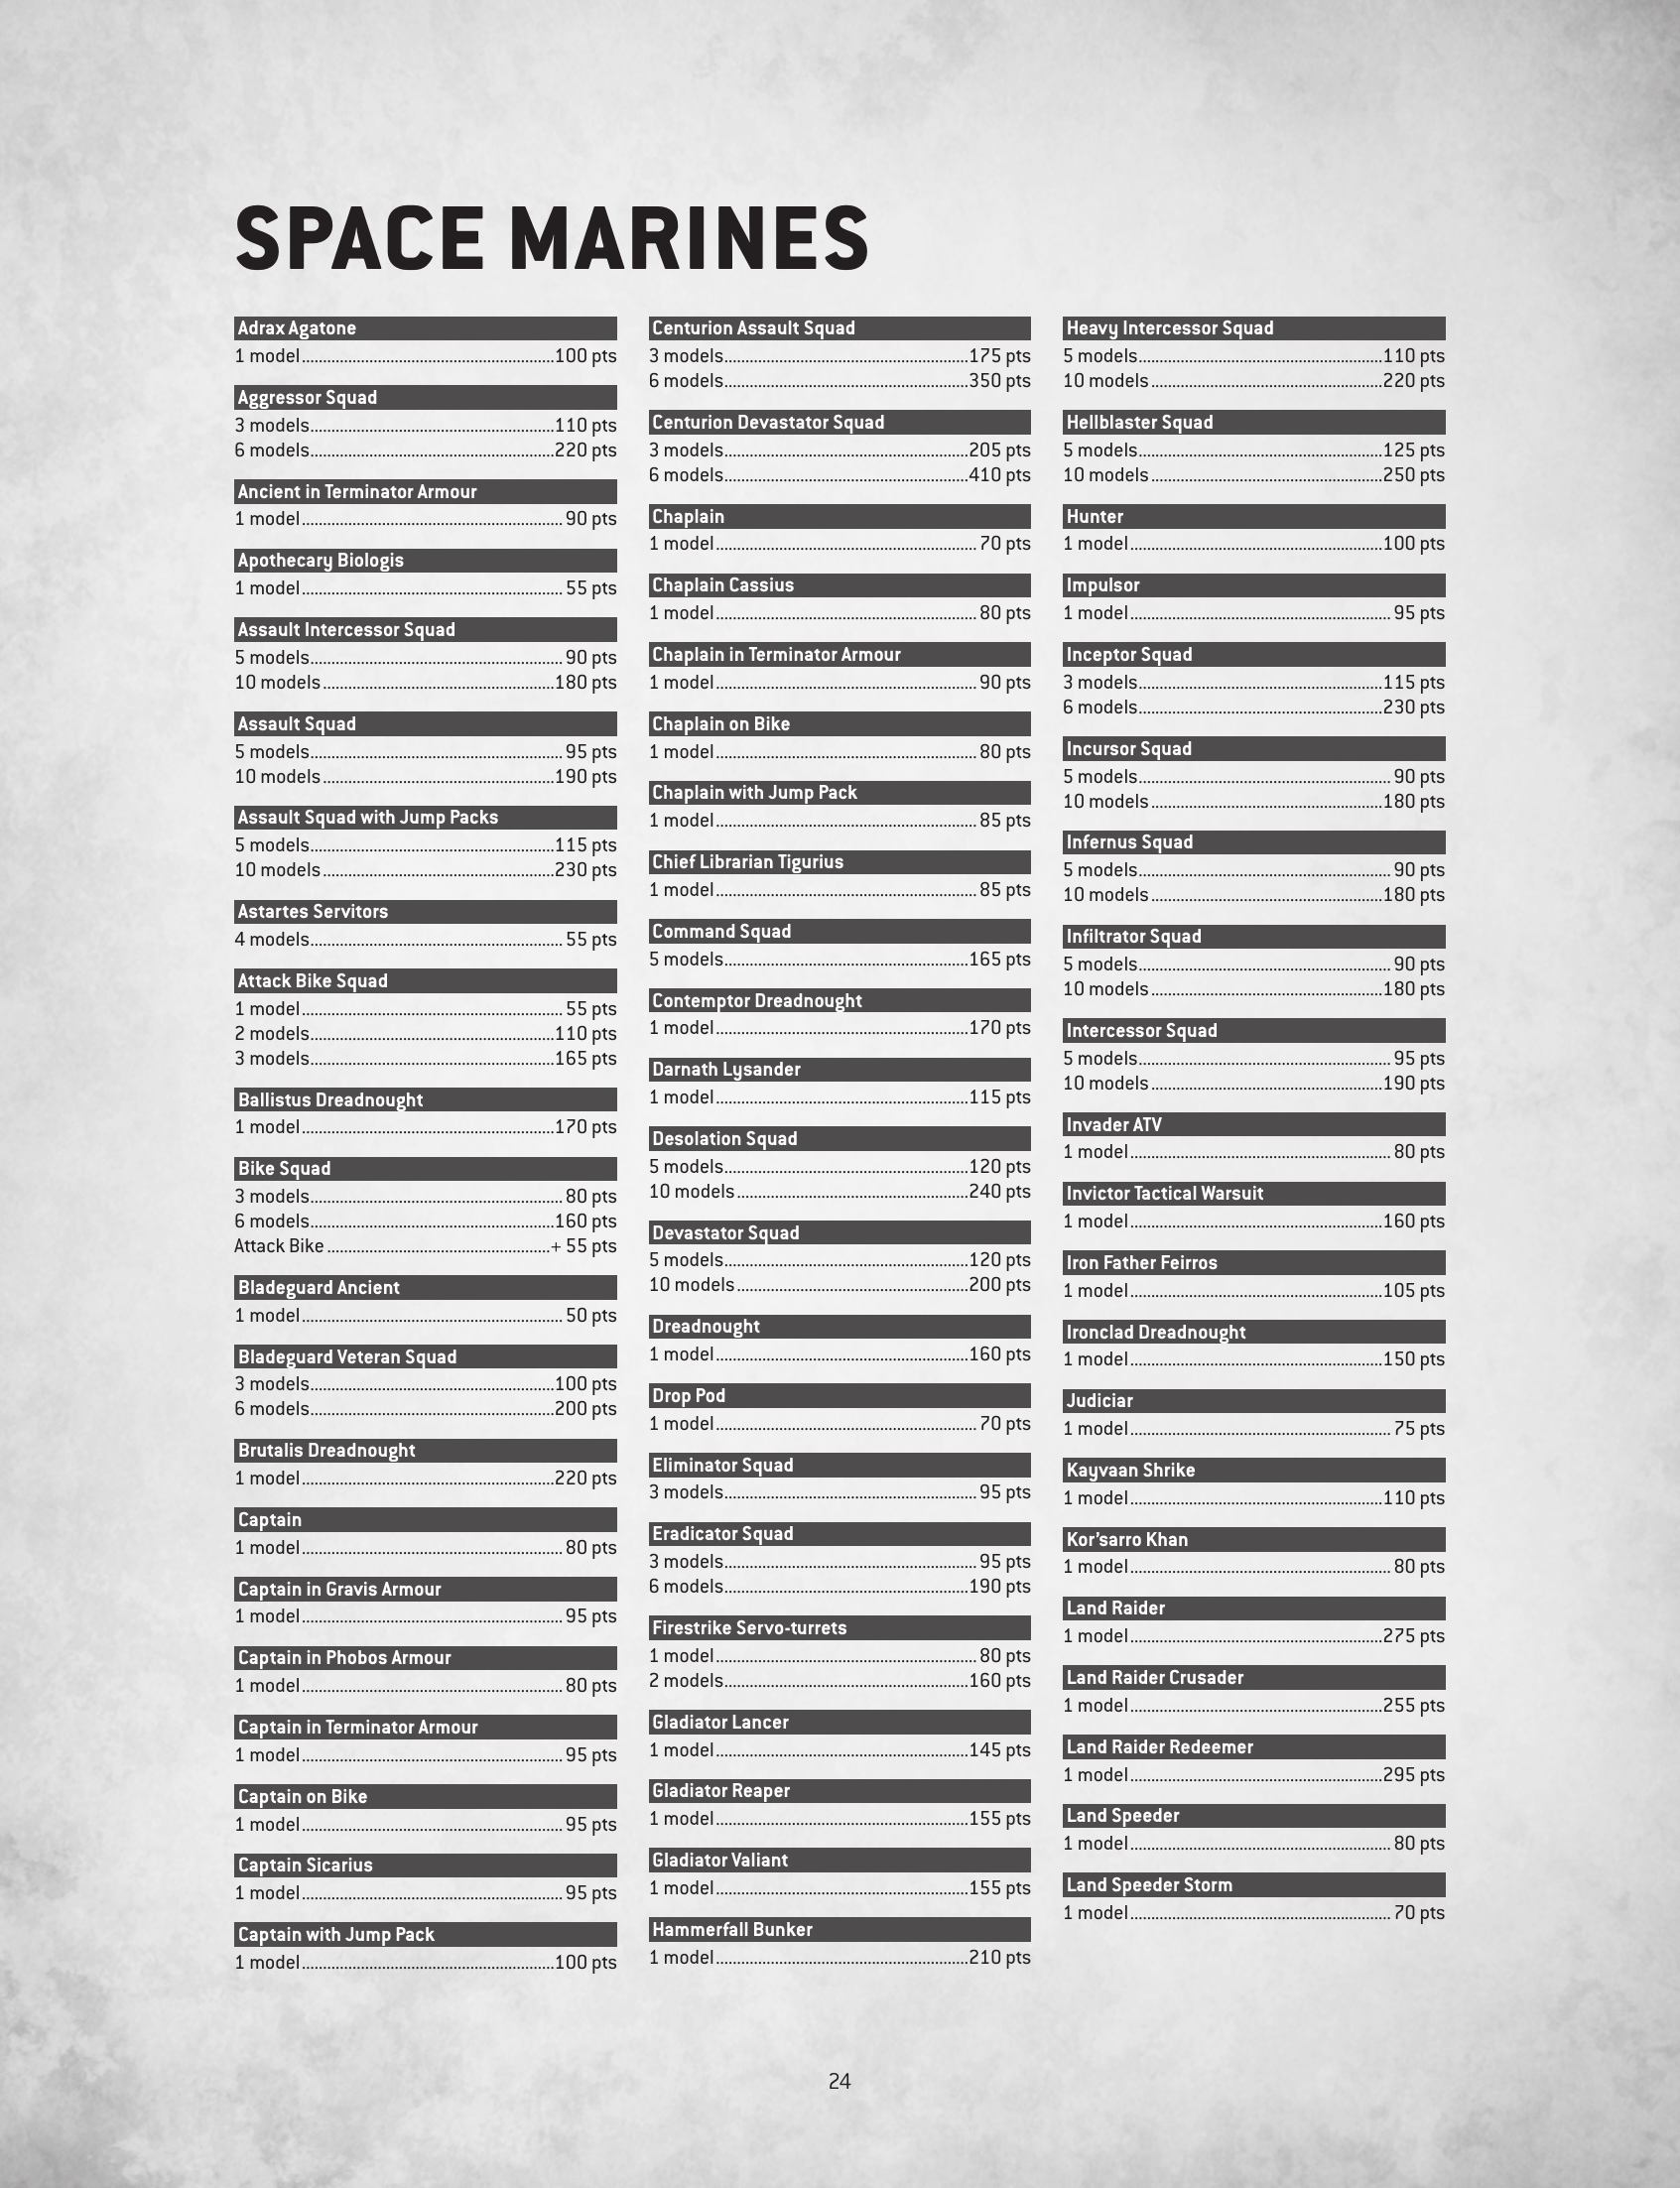 SPACE MARINES
Adrax Agatone
1 model............100 pts
Aggressor Squad
3 models............110 pts
6 models............220 pts
Ancient in Terminator Armour
1 model............90 pts
Apothecary Biologis
1 model............55 pts
Assault Intercessor Squad
5 models............90 pts
10 models............180 pts
Assault Squad
5 models............95 pts
10 models............190 pts
Assault Squad with Jump Packs
5 models............115 pts
10 models............230 pts
Astartes Servitors
4 models............55 pts
Attack Bike Squad
1 model............55 pts
2 models............110 pts
3 models............165 pts
Ballistus Dreadnought
1 model............170 pts
Bike Squad
3 models............80 pts
6 models............160 pts
Attack Bike............+ 55 pts
Bladeguard Ancient
1 model............50 pts
Bladeguard Veteran Squad
3 models............100 pts
6 models............200 pts
Brutalis Dreadnought
1 model............220 pts
Captain
1 model............80 pts
Captain in Gravis Armour
1 model............95 pts
Captain in Phobos Armour
1 model............80 pts
Captain in Terminator Armour
1 model............95 pts
Captain on Bike
1 model............95 pts
Captain Sicarius
1 model............95 pts
Captain with Jump Pack
1 model............100 pts
Centurion Assault Squad
3 models............175 pts
6 models............350 pts
Centurion Devastator Squad
3 models............205 pts
6 models............410 pts
Chaplain
1 model............70 pts
Chaplain Cassius
1 model............80 pts
Chaplain in Terminator Armour
1 model............90 pts
Chaplain on Bike
1 model............80 pts
Chaplain with Jump Pack
1 model............85 pts
Chief Librarian Tigurius
1 model............85 pts
Command Squad
5 models............165 pts
Contemptor Dreadnought
1 model............170 pts
Darnath Lysander
1 model............115 pts
Desolation Squad
5 models............120 pts
10 models............240 pts
Devastator Squad
5 models............120 pts
10 models............200 pts
Dreadnought
1 model............160 pts
Drop Pod
1 model............70 pts
Eliminator Squad
3 models............95 pts
Eradicator Squad
3 models............95 pts
6 models............190 pts
Firestrike Servo-turrets
1 model............80 pts
2 models............160 pts
Gladiator Lancer
1 model............145 pts
Gladiator Reaper
1 model............155 pts
Gladiator Valiant
1 model............155 pts
Hammerfall Bunker
1 model............210 pts
Heavy Intercessor Squad
5 models............110 pts
10 models............220 pts
Hellblaster Squad
5 models............125 pts
10 models............250 pts
Hunter
1 model............100 pts
Impulsor
1 model............95 pts
Inceptor Squad
3 models............115 pts
6 models............230 pts
Incursor Squad
5 models............90 pts
10 models............180 pts
Infernus Squad
5 models............90 pts
10 models............180 pts
Infiltrator Squad
5 models............90 pts
10 models............180 pts
Intercessor Squad
5 models............95 pts
10 models............190 pts
Invader ATV
1 model............80 pts
Invictor Tactical Warsuit
1 model............160 pts
Iron Father Feirros
1 model............105 pts
Ironclad Dreadnought
1 model............150 pts
Judiciar
1 model............75 pts
Kayvaan Shrike
1 model............110 pts
Kor’sarro Khan
1 model............80 pts
Land Raider
1 model............275 pts
Land Raider Crusader
1 model............255 pts
Land Raider Redeemer
1 model............295 pts
Land Speeder
1 model............80 pts
Land Speeder Storm
1 model............70 pts
24